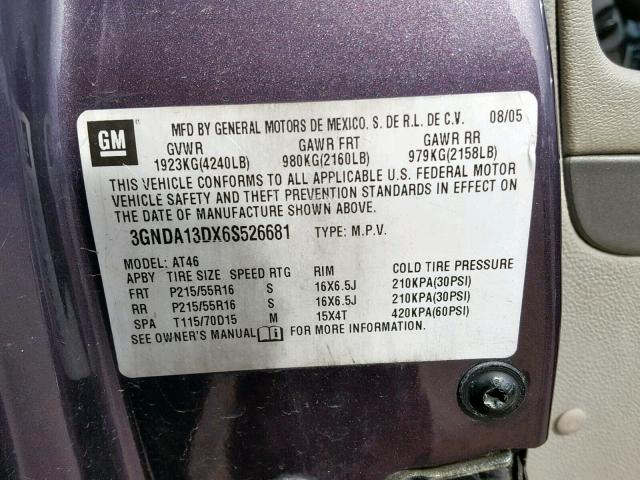 GM
MFD BY GENERAL MOTORS DE MEXICO, S. DE R.L. DE C.V. 08/05
GVWR GAWR FRT GAWR RR
1923KG(4240LB) 980KG(2160LB) 979KG(2158LB)
THIS VEHICLE CONFORMS TO ALL APPLICABLE U.S. FEDERAL MOTOR
VEHICLE SAFETY AND THEFT PREVENTION STANDARDS IN EFFECT ON
THE DATE OF MANUFACTURE SHOWN ABOVE.
3GNDA13DX6S526681 TYPE: M.P.V.
MODEL: AT46
APBY TIRE SIZE SPEED RTG RIM COLD TIRE PRESSURE
FRT P215/55R16 S 16X6.5J 210KPA(30PSI)
RR P215/55R16 S 16X6.5J 210KPA(30PSI)
SPA T115/70D15 M 15X4T 420KPA(60PSI)
SEE OWNER'S MANUAL FOR MORE INFORMATION.